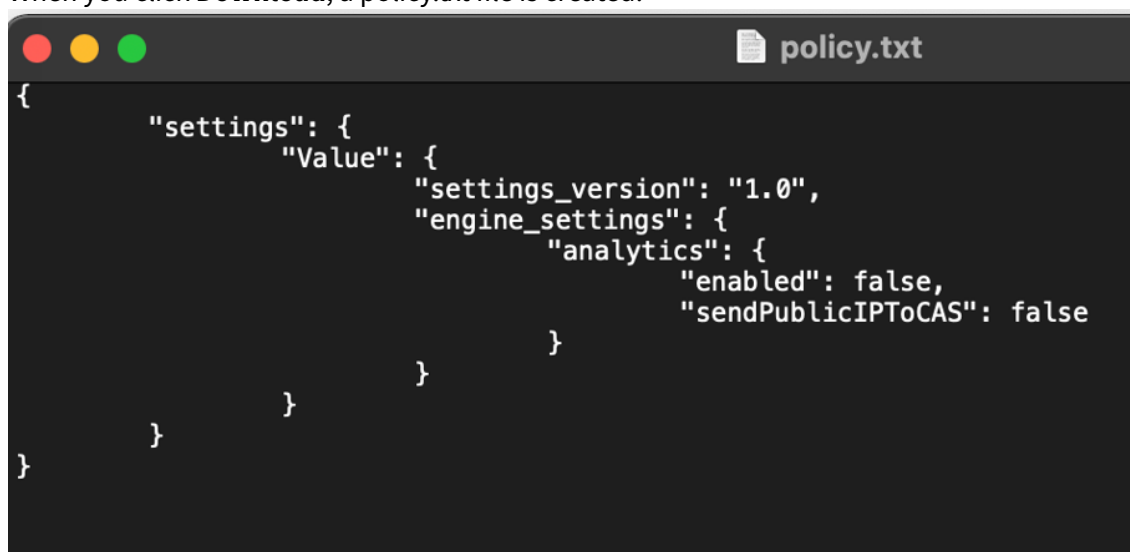 policy.txt
{
"settings": {
"Value": {
"settings_version": "1.0",
"engine_settings": {
"analytics": {
"enabled": false,
"sendPublicIPToCAS": false
}
}
}
}
}